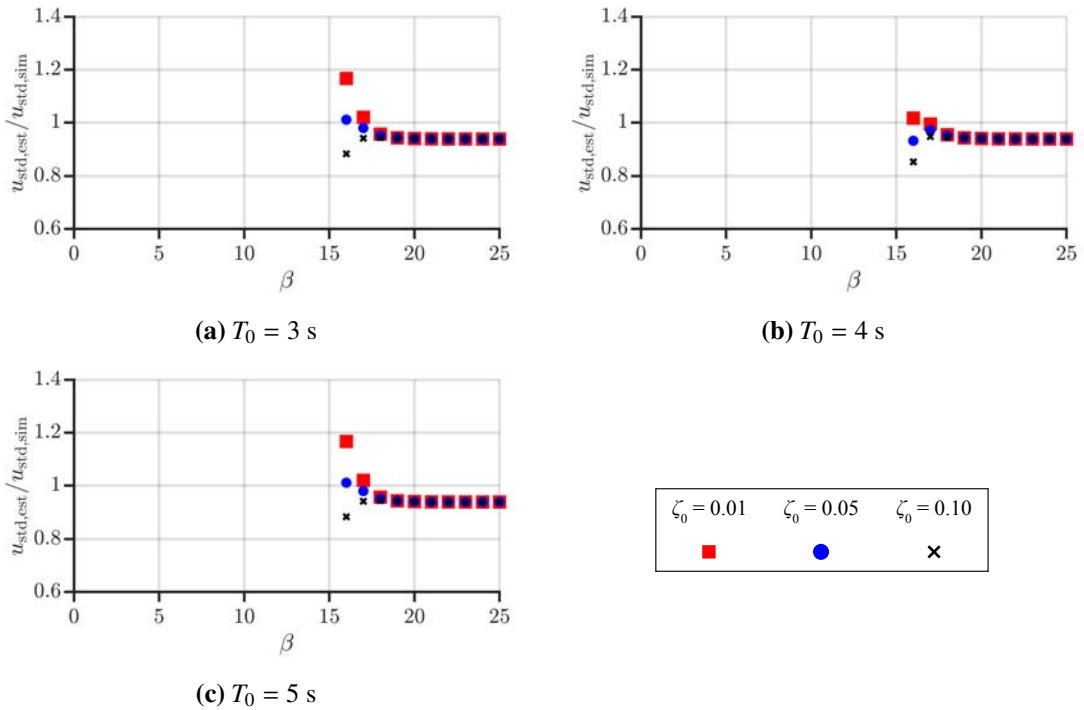 1.4
1.2
1
0.8
0.6
u_std,est/u_std,sim
0 5 10 15 20 25
β
(a) T_0 = 3 s
1.4
1.2
1
0.8
0.6
u_std,est/u_std,sim
0 5 10 15 20 25
β
(b) T_0 = 4 s
1.4
1.2
1
0.8
0.6
u_std,est/u_std,sim
0 5 10 15 20 25
β
(c) T_0 = 5 s
ζ_0 = 0.01 ζ_0 = 0.05 ζ_0 = 0.10